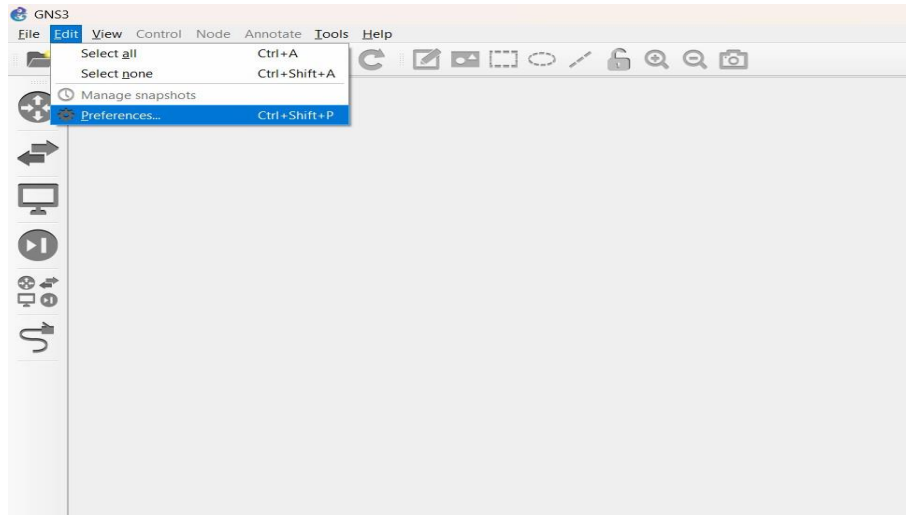 GNS3
File Edit View Control Node Annotate Tools Help
Select all Ctrl+A
Select none Ctrl+Shift+A
Manage snapshots
Preferences... Ctrl+Shift+P